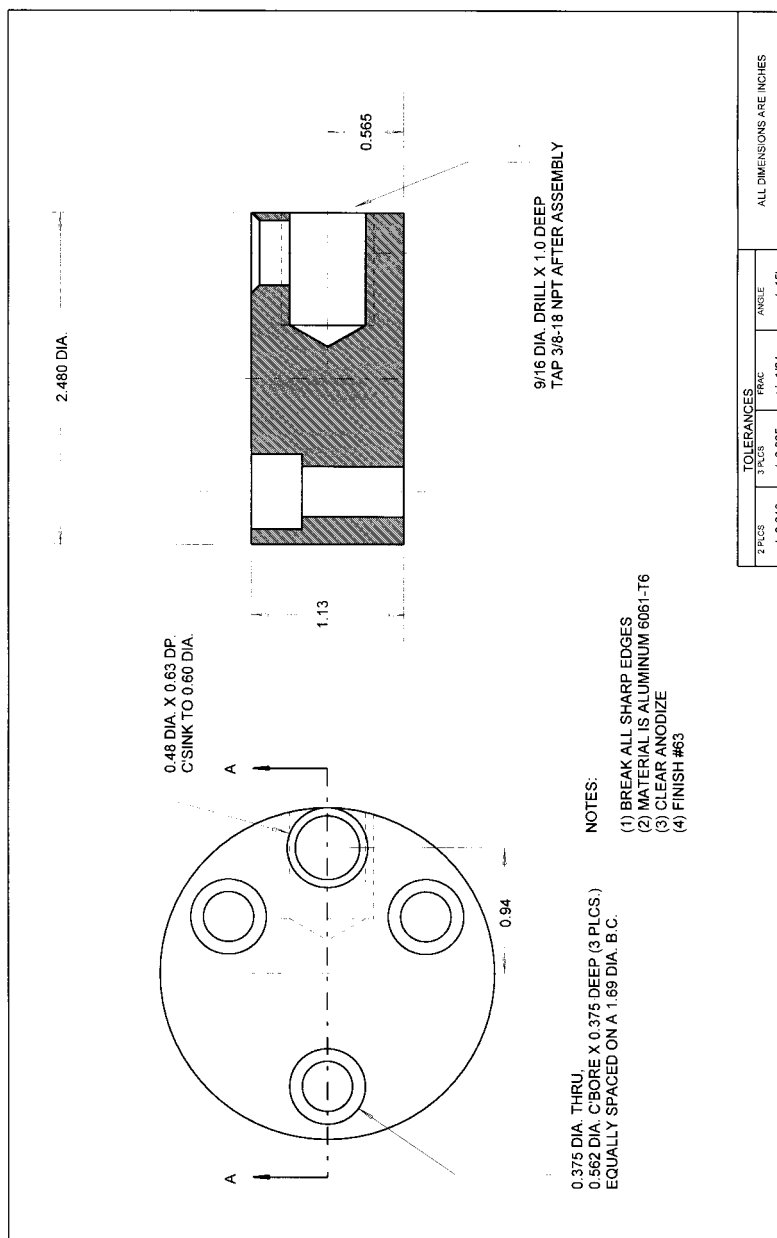 2.480 DIA.
0.565
9/16 DIA. DRILL X 1.0 DEEP
TAP 3/8-18 NPT AFTER ASSEMBLY
1.13
0.48 DIA. X 0.63 DP.
C'SINK TO 0.60 DIA.
A
A
0.94
0.375 DIA. THRU,
0.562 DIA. C'BORE X 0.375 DEEP (3 PLCS.)
EQUALLY SPACED ON A 1.69 DIA. B.C.
NOTES:
(1) BREAK ALL SHARP EDGES
(2) MATERIAL IS ALUMINUM 6061-T6
(3) CLEAR ANODIZE
(4) FINISH #63
TOLERANCES
2 PLCS 3 PLCS FRAC ANGLE
ALL DIMENSIONS ARE INCHES